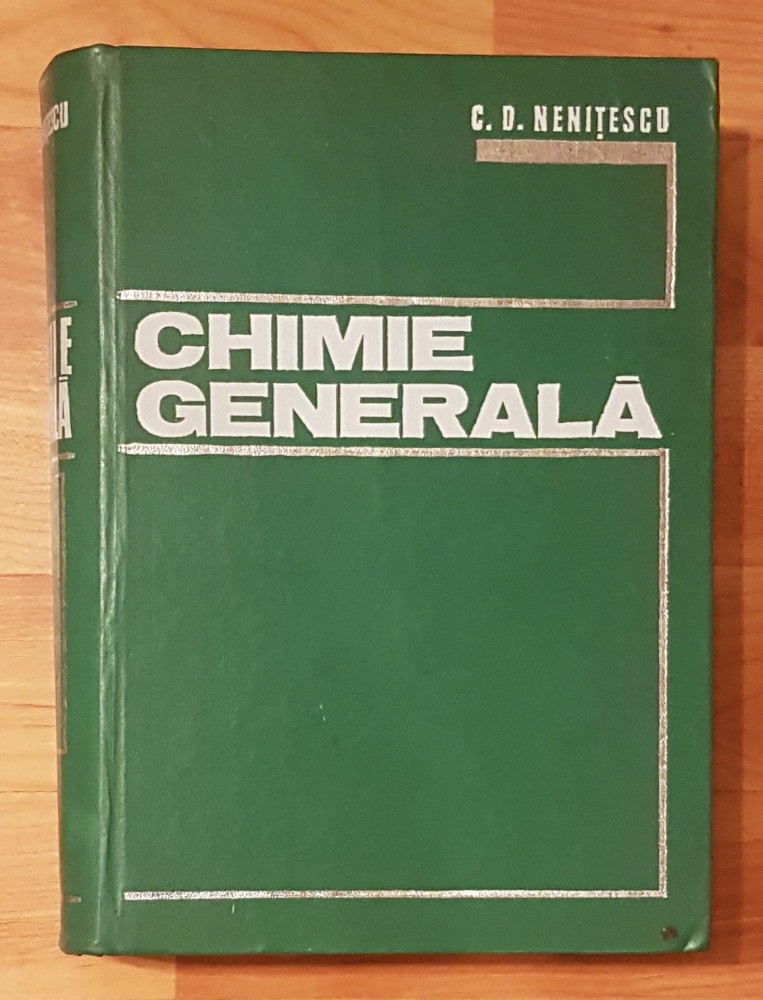 C. D. NENIȚESCU
CHIMIE
GENERALĂ